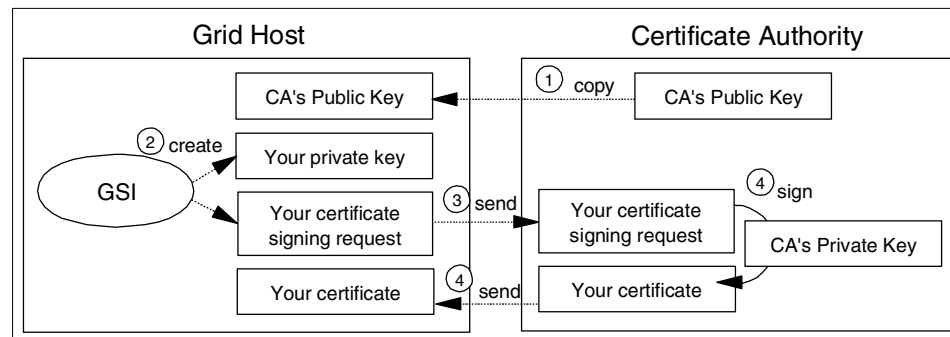 Grid Host
Certificate Authority
1 copy
CA's Public Key
CA's Public Key
2 create
Your private key
GSI
4 sign
3 send
Your certificate
signing request
Your certificate
signing request
CA's Private Key
4 send
Your certificate
Your certificate